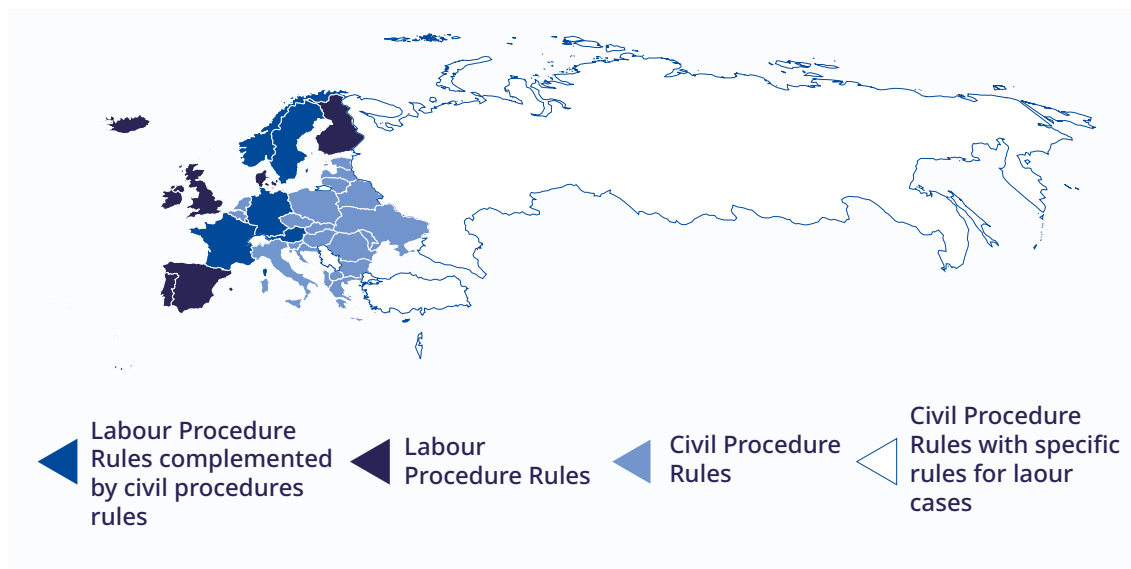 Labour Procedure
Rules complemented
by civil procedures
rules
Labour
Procedure Rules
Civil Procedure
Rules
Civil Procedure
Rules with specific
rules for laour
cases